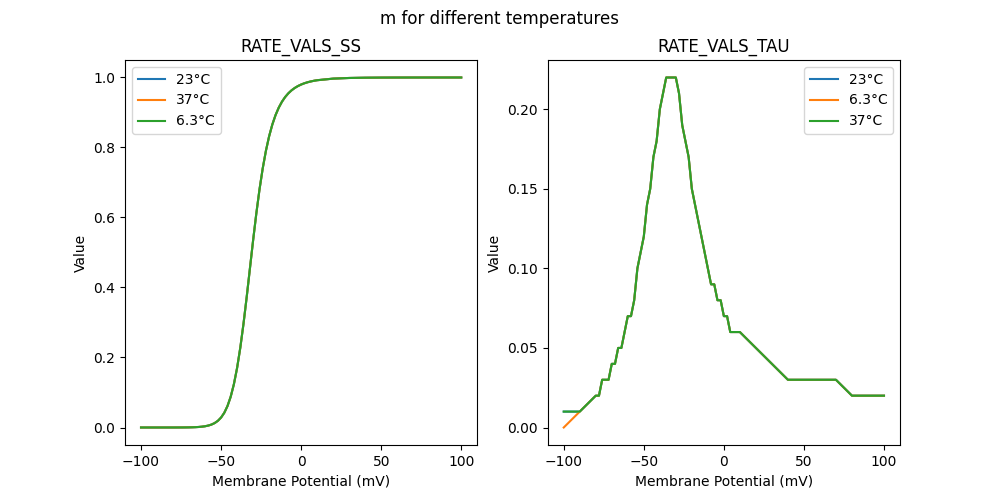 m for different temperatures
RATE_VALS_SS
1.0
0.8
0.6
0.4
0.2
0.0
Value
23°C
37°C
6.3°C
−100
−50
0
50
100
Membrane Potential (mV)
RATE_VALS_TAU
0.20
0.15
0.10
0.05
0.00
Value
23°C
6.3°C
37°C
−100
−50
0
50
100
Membrane Potential (mV)